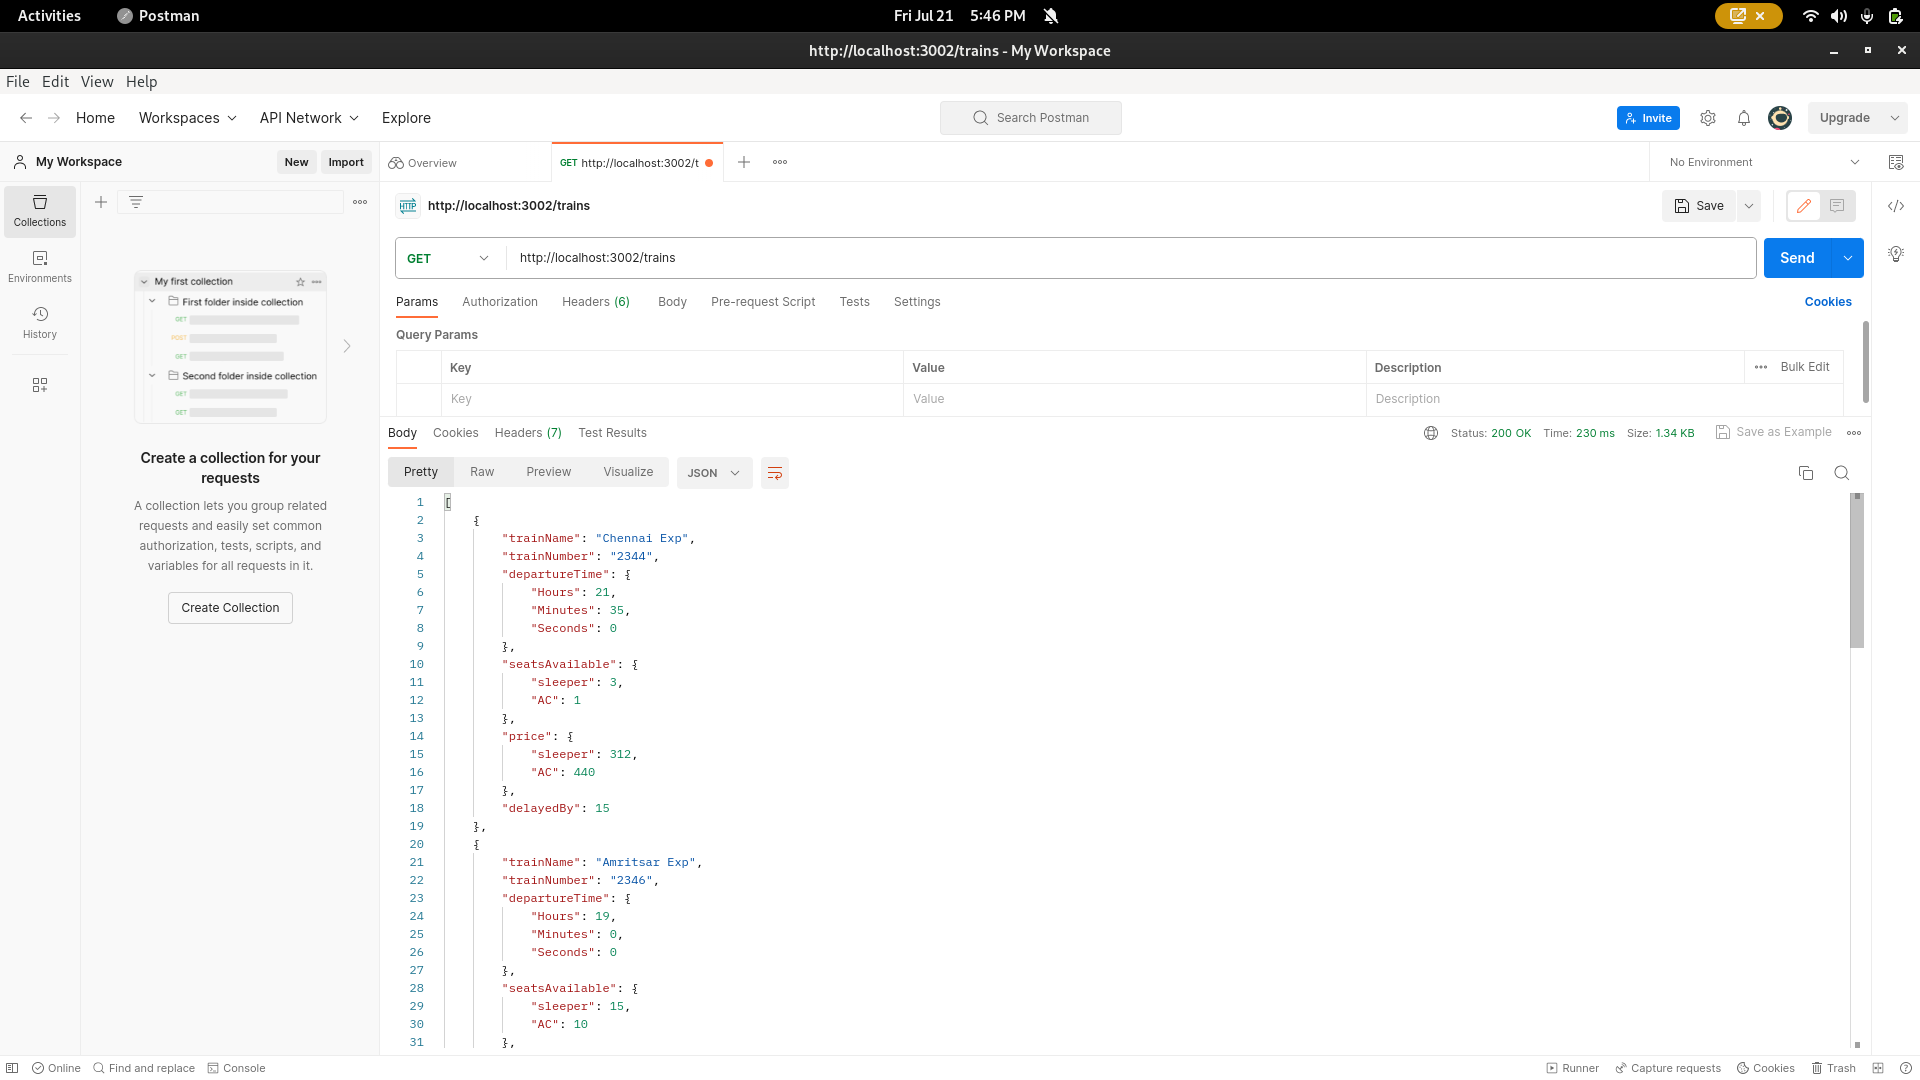 Activities Postman Fri Jul 21 5:46 PM
http://localhost:3002/trains - My Workspace
File Edit View Help
Home Workspaces API Network Explore Search Postman Invite Upgrade
My Workspace New Import Overview GET http://localhost:3002/t No Environment
Collections
Environments
History
My first collection
First folder inside collection
GET
POST
GET
Second folder inside collection
GET
GET
Create a collection for your
requests
A collection lets you group related
requests and easily set common
authorization, tests, scripts, and
variables for all requests in it.
Create Collection
HTTP http://localhost:3002/trains Save
GET http://localhost:3002/trains Send
Params Authorization Headers (6) Body Pre-request Script Tests Settings Cookies
Query Params
Key Value Description Bulk Edit
Key Value Description
Body Cookies Headers (7) Test Results Status: 200 OK Time: 230 ms Size: 1.34 KB Save as Example
Pretty Raw Preview Visualize JSON
1 [
2 {
3 "trainName": "Chennai Exp",
4 "trainNumber": "2344",
5 "departureTime": {
6 "Hours": 21,
7 "Minutes": 35,
8 "Seconds": 0
9 },
10 "seatsAvailable": {
11 "sleeper": 3,
12 "AC": 1
13 },
14 "price": {
15 "sleeper": 312,
16 "AC": 440
17 },
18 "delayedBy": 15
19 },
20 {
21 "trainName": "Amritsar Exp",
22 "trainNumber": "2346",
23 "departureTime": {
24 "Hours": 19,
25 "Minutes": 0,
26 "Seconds": 0
27 },
28 "seatsAvailable": {
29 "sleeper": 15,
30 "AC": 10
31 },
Online Find and replace Console Runner Capture requests Cookies Trash